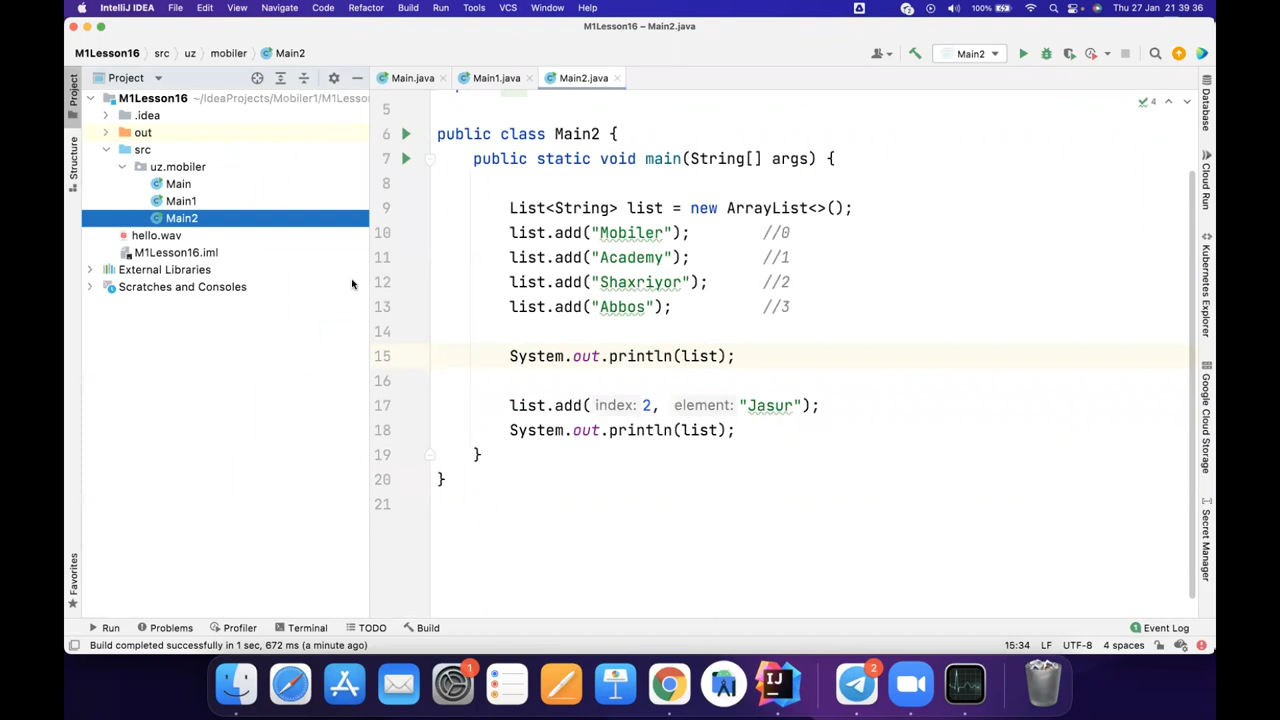 IntelliJ IDEA File Edit View Navigate Code Refactor Build Run Tools VCS Window Help 100% Thu 27 Jan 21 39 36
M1Lesson16 – Main2.java
M1Lesson16 src uz mobiler Main2 Main2
Project Main.java Main1.java Main2.java
M1Lesson16 ~/IdeaProjects/Mobiler1/M1Lesso
.idea
out
src
uz.mobiler
Main
Main1
Main2
hello.wav
M1Lesson16.iml
External Libraries
Scratches and Consoles
Project
Structure
Favorites
4
5
6 public class Main2 {
7 public static void main(String[] args) {
8
9 List<String> list = new ArrayList<>();
10 list.add("Mobiler"); //0
11 list.add("Academy"); //1
12 list.add("Shaxriyor"); //2
13 list.add("Abbos"); //3
14
15 System.out.println(list);
16
17 list.add( index: 2, element: "Jasur");
18 System.out.println(list);
19 }
20 }
21
Database
Cloud Run
Kubernetes Explorer
Google Cloud Storage
Secret Manager
Run Problems Profiler Terminal TODO Build 1 Event Log
Build completed successfully in 1 sec, 672 ms (a minute ago) 15:34 LF UTF-8 4 spaces
1 IJ 2